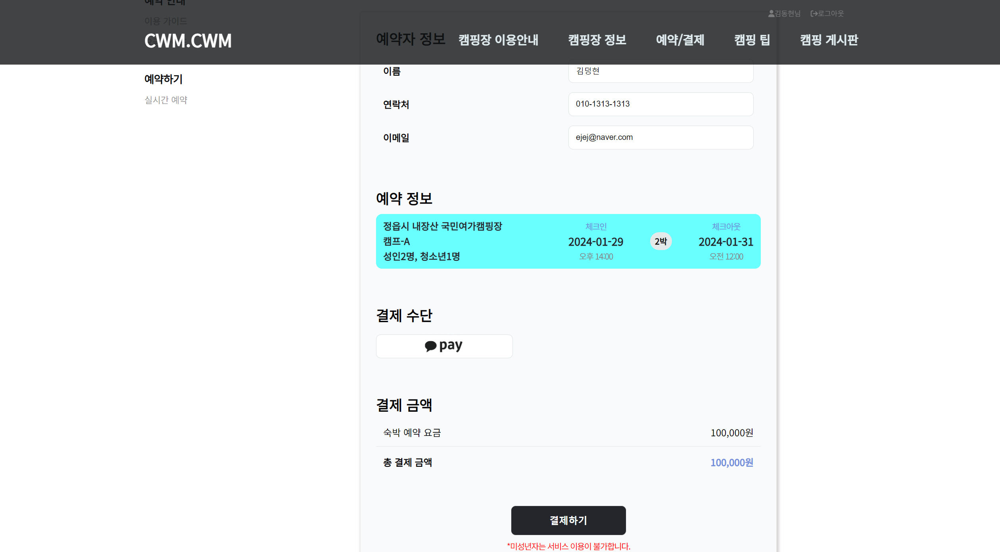 예약 안내
김동현님 로그아웃
이용 가이드
CWM.CWM
예약자 정보
캠핑장 이용안내
캠핑장 정보
예약/결제
캠핑 팁
캠핑 게시판
예약하기
실시간 예약
이름
김덩현
연락처
010-1313-1313
이메일
ejej@naver.com
예약 정보
정읍시 내장산 국민여가캠핑장
캠프-A
성인2명, 청소년1명
체크인
2024-01-29
오후 14:00
2박
체크아웃
2024-01-31
오전 12:00
결제 수단
pay
결제 금액
숙박 예약 요금 100,000원
총 결제 금액 100,000원
결제하기
*미성년자는 서비스 이용이 불가합니다.